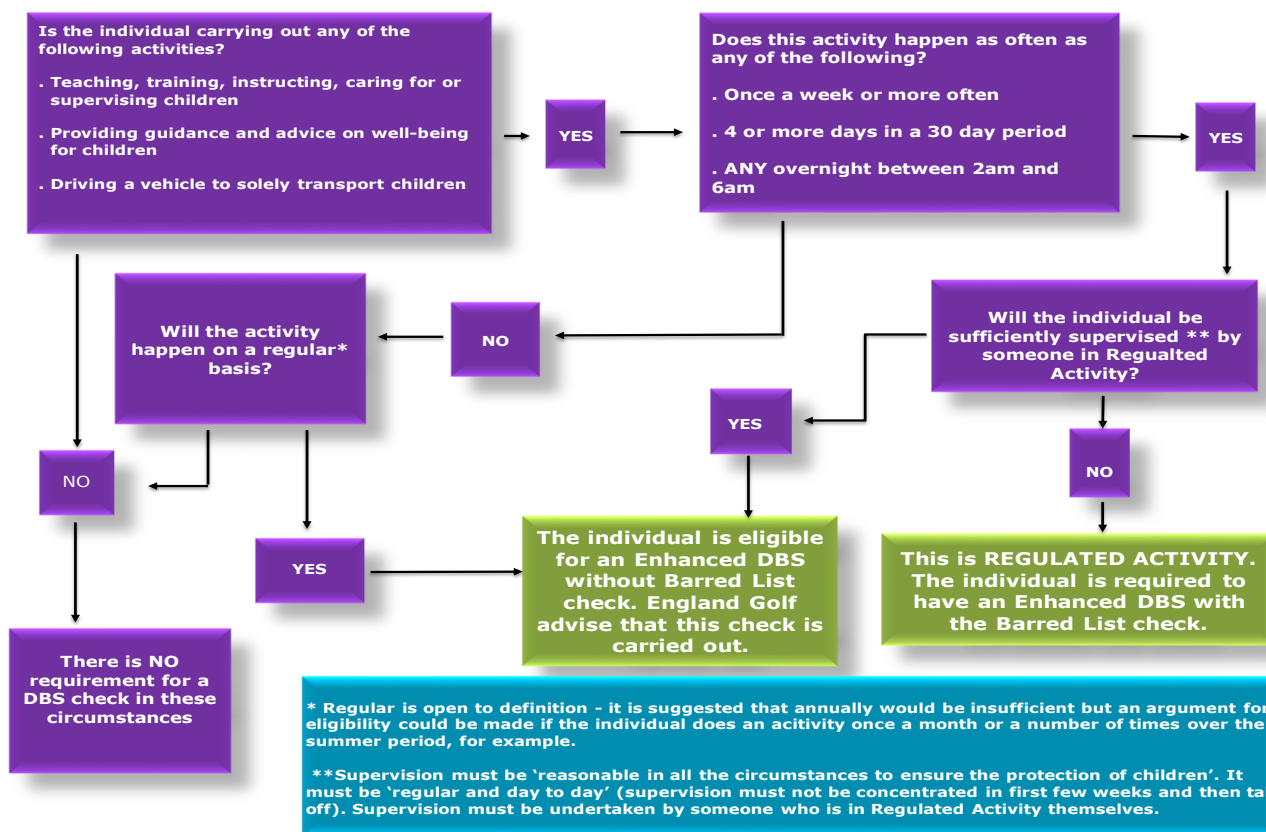 Is the individual carrying out any of the
following activities?
. Teaching, training, instructing, caring for or
supervising children
. Providing guidance and advice on well-being
for children
. Driving a vehicle to solely transport children
YES
Does this activity happen as often as
any of the following?
. Once a week or more often
. 4 or more days in a 30 day period
. ANY overnight between 2am and
6am
YES
Will the activity
happen on a regular*
basis?
NO
Will the individual be
sufficiently supervised ** by
someone in Regualted
Activity?
YES
NO
NO
YES
The individual is eligible
for an Enhanced DBS
without Barred List
check. England Golf
advise that this check is
carried out.
This is REGULATED ACTIVITY.
The individual is required to
have an Enhanced DBS with
the Barred List check.
There is NO
requirement for a
DBS check in these
circumstances
* Regular is open to definition - it is suggested that annually would be insufficient but an argument for
eligibility could be made if the individual does an acitivity once a month or a number of times over the
summer period, for example.
**Supervision must be ‘reasonable in all the circumstances to ensure the protection of children’. It
must be ‘regular and day to day’ (supervision must not be concentrated in first few weeks and then
off). Supervision must be undertaken by someone who is in Regulated Activity themselves.